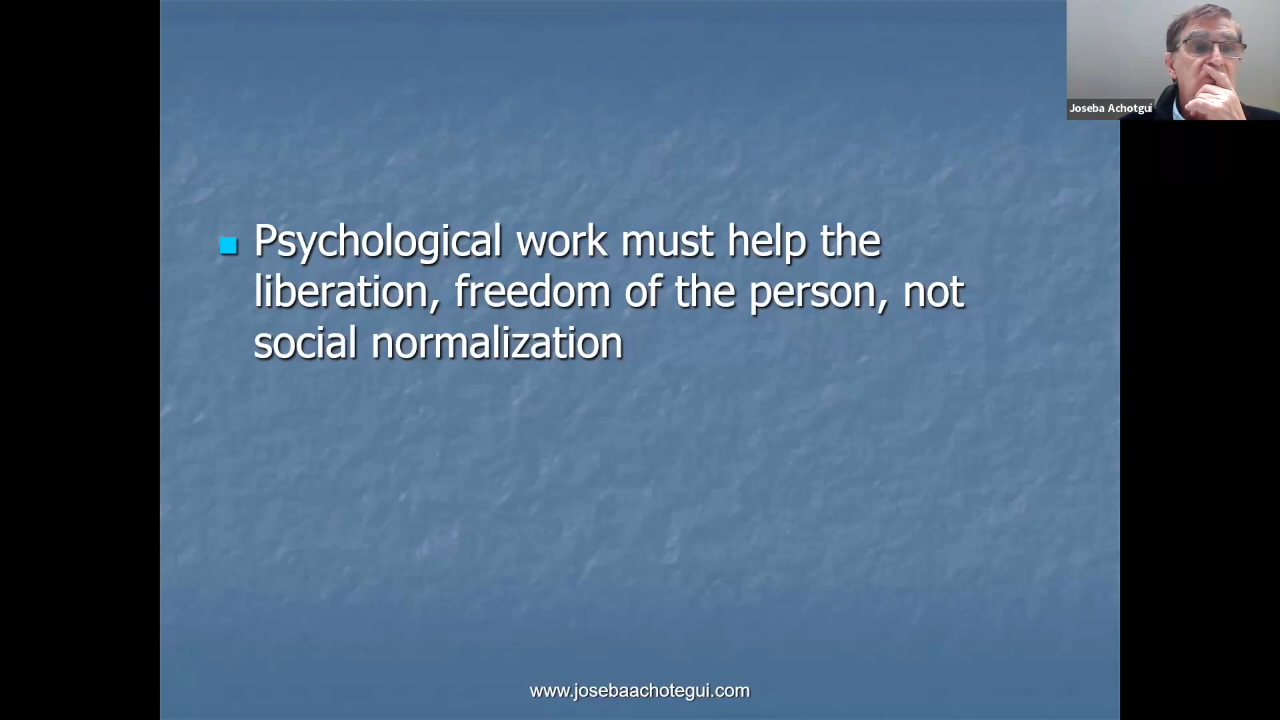 Joseba Achotgui
Psychological work must help the
liberation, freedom of the person, not
social normalization
www.josebaachotegui.com